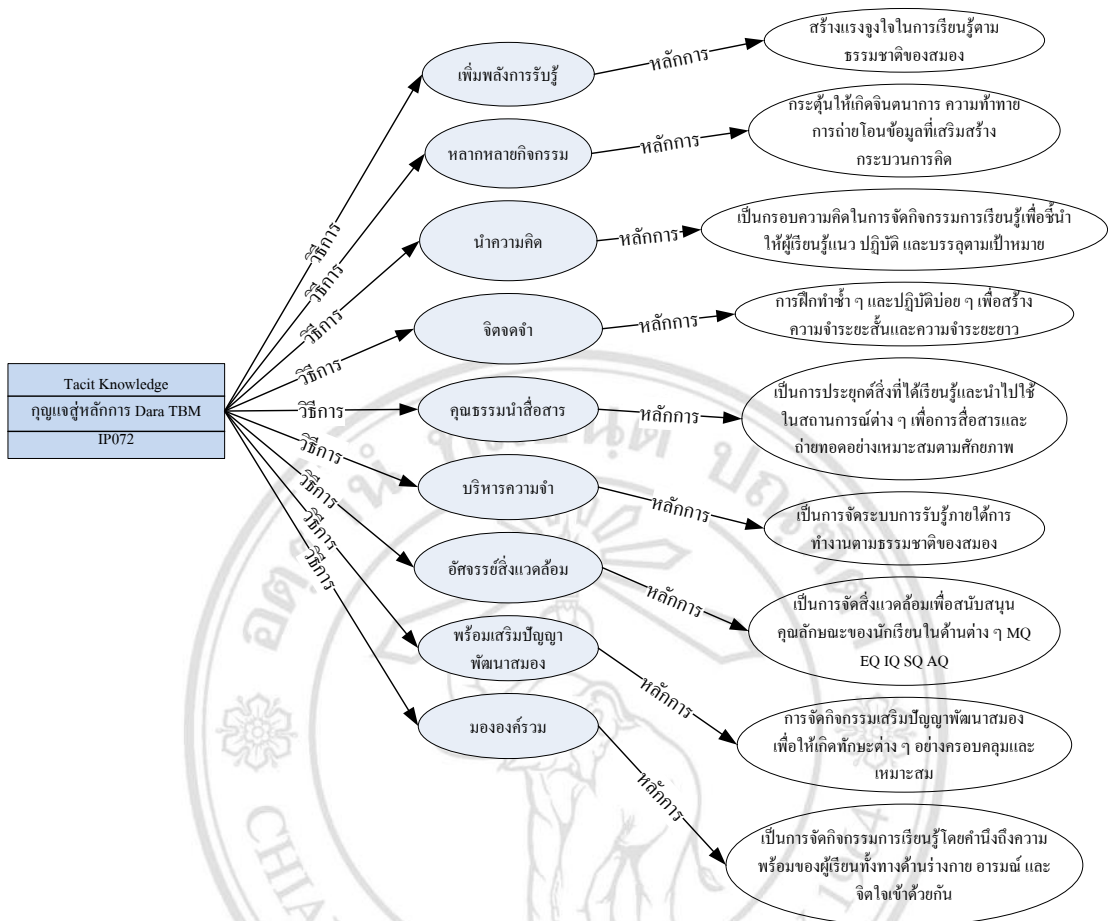 Tacit Knowledge
กุญแจสู่หลักการ Dara TBM
IP072
วิธีการ
เพิ่มพลังการรับรู้
หลักการ
สร้างแรงจูงใจในการเรียนรู้ตาม
ธรรมชาติของสมอง
วิธีการ
หลากหลายกิจกรรม
หลักการ
กระตุ้นให้เกิดจินตนาการ ความท้าทาย
การถ่ายโอนข้อมูลที่เสริมสร้าง
กระบวนการคิด
วิธีการ
นำความคิด
หลักการ
เป็นกรอบความคิดในการจัดกิจกรรมการเรียนรู้เพื่อชี้นำ
ให้ผู้เรียนรู้แนว ปฏิบัติ และบรรลุตามเป้าหมาย
วิธีการ
จิตจดจำ
หลักการ
การฝึกทำซ้ำ ๆ และปฏิบัติบ่อย ๆ เพื่อสร้าง
ความจำระยะสั้นและความจำระยะยาว
วิธีการ
คุณธรรมนำสื่อสาร
หลักการ
เป็นการประยุกต์สิ่งที่ได้เรียนรู้และนำไปใช้
ในสถานการณ์ต่าง ๆ เพื่อการสื่อสารและ
ถ่ายทอดอย่างเหมาะสมตามศักยภาพ
วิธีการ
บริหารความจำ
หลักการ
เป็นการจัดระบบการรับรู้ภายใต้การ
ทำงานตามธรรมชาติของสมอง
วิธีการ
อัศจรรย์สิ่งแวดล้อม
หลักการ
เป็นการจัดสิ่งแวดล้อมเพื่อสนับสนุน
คุณลักษณะของนักเรียนในด้านต่าง ๆ MQ
EQ IQ SQ AQ
วิธีการ
พร้อมเสริมปัญญา
พัฒนาสมอง
หลักการ
การจัดกิจกรรมเสริมปัญญาพัฒนาสมอง
เพื่อให้เกิดทักษะต่าง ๆ อย่างครอบคลุมและ
เหมาะสม
วิธีการ
มององค์รวม
หลักการ
เป็นการจัดกิจกรรมการเรียนรู้โดยคำนึงถึงความ
พร้อมของผู้เรียนทั้งทางด้านร่างกาย อารมณ์ และ
จิตใจเข้าด้วยกัน